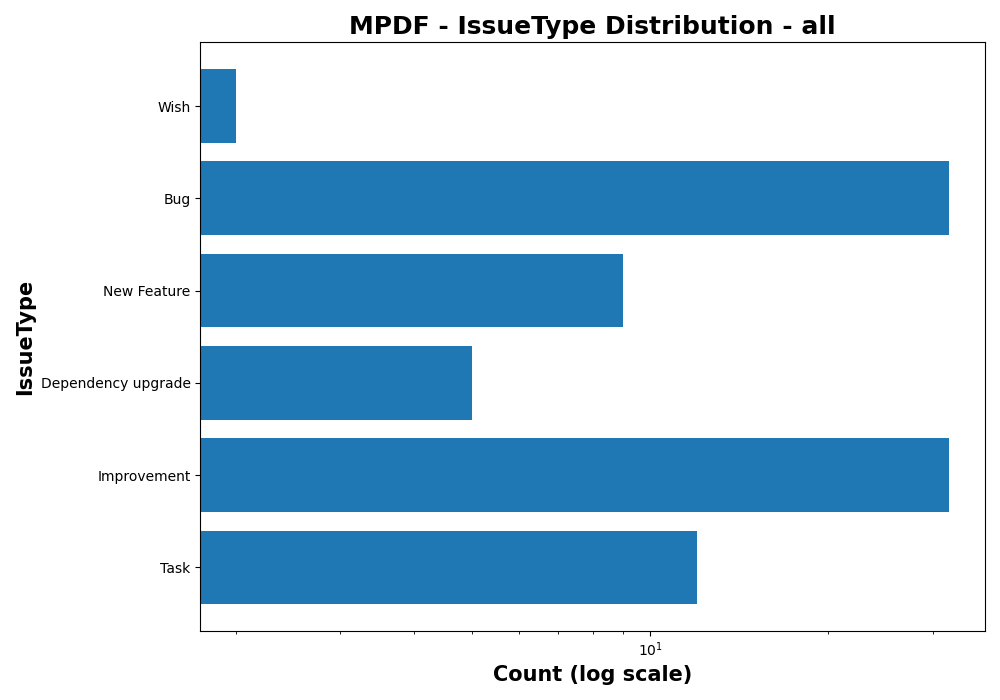 MPDF - IssueType Distribution - all
Wish
Bug
New Feature
Dependency upgrade
Improvement
Task
IssueType
10¹
Count (log scale)